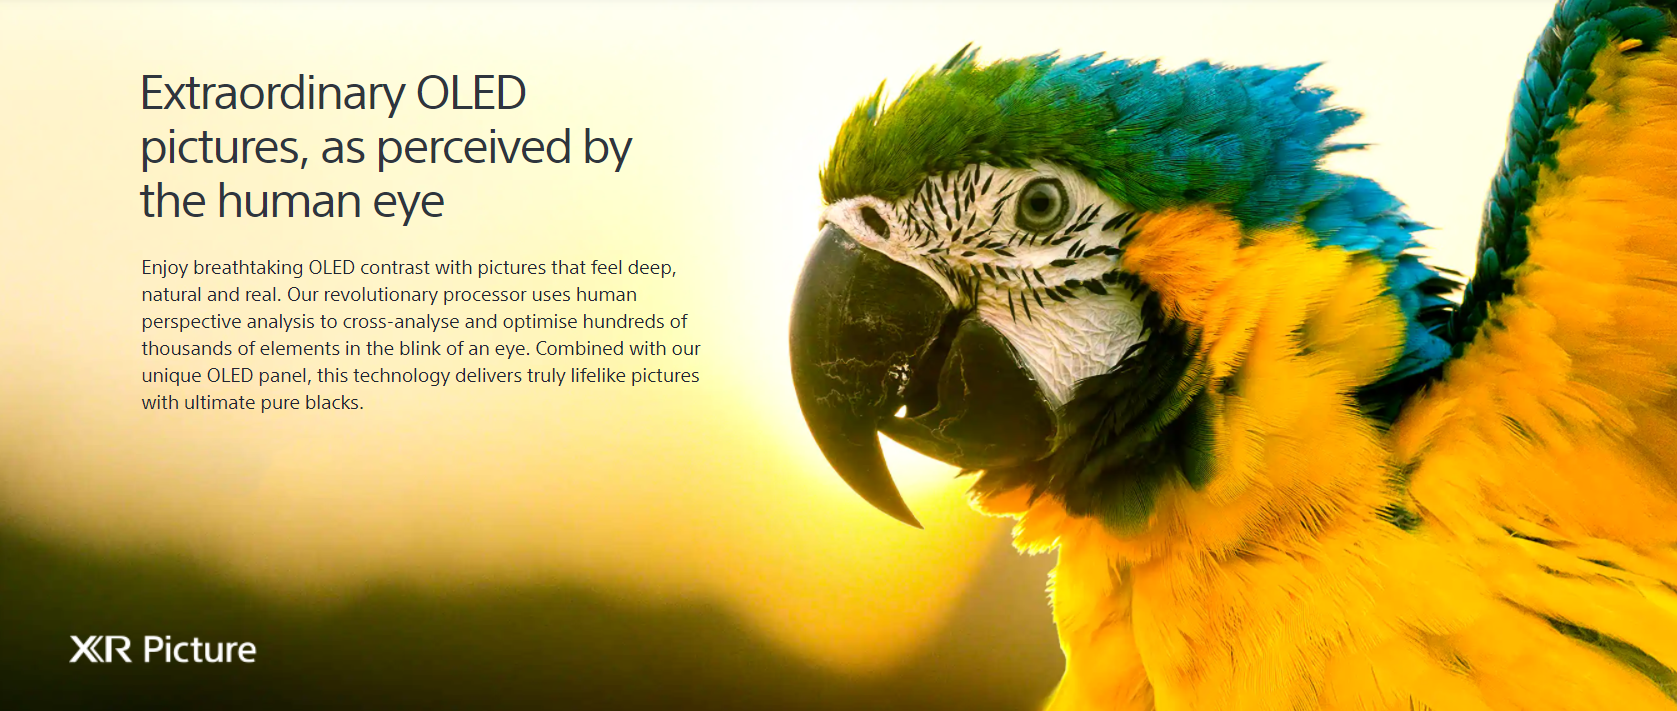 Extraordinary OLED
pictures, as perceived by
the human eye
Enjoy breathtaking OLED contrast with pictures that feel deep,
natural and real. Our revolutionary processor uses human
perspective analysis to cross-analyse and optimise hundreds of
thousands of elements in the blink of an eye. Combined with our
unique OLED panel, this technology delivers truly lifelike pictures
with ultimate pure blacks.
XR Picture